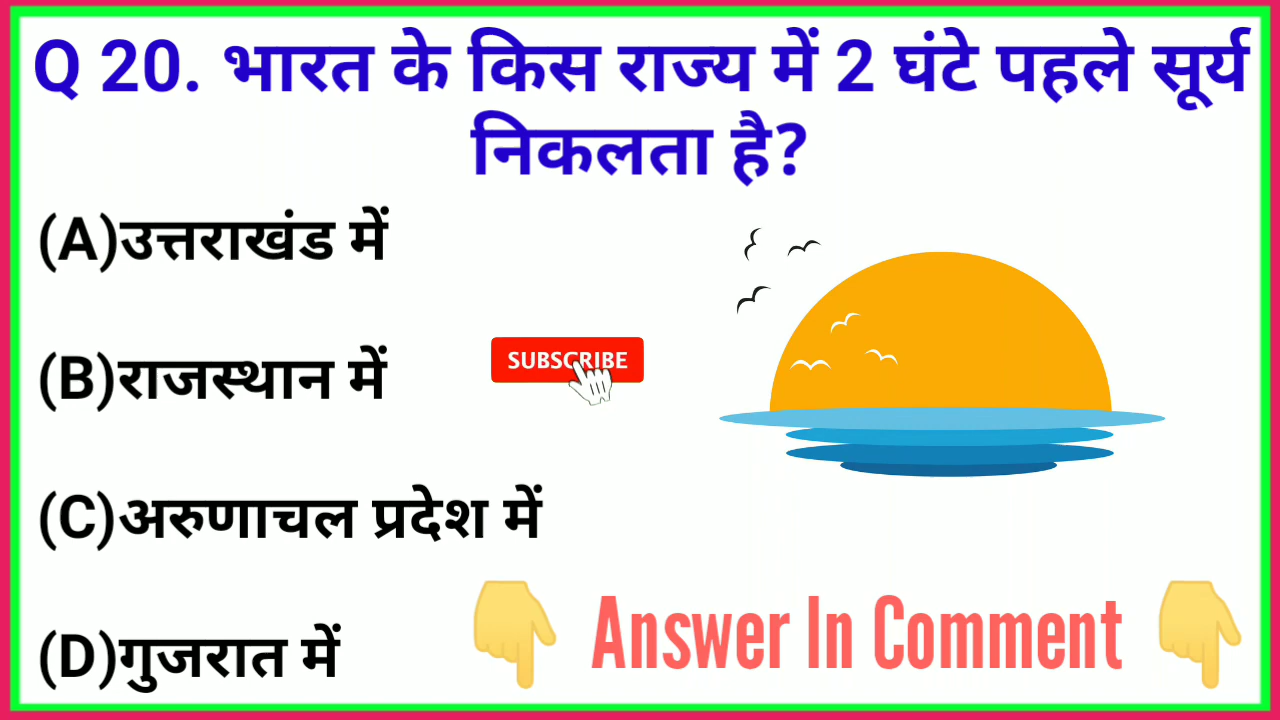 Q 20. भारत के किस राज्य में 2 घंटे पहले सूर्य
निकलता है?
(A)उत्तराखंड में
(B)राजस्थान में
SUBSCRIBE
(C)अरुणाचल प्रदेश में
Answer In Comment
(D)गुजरात में